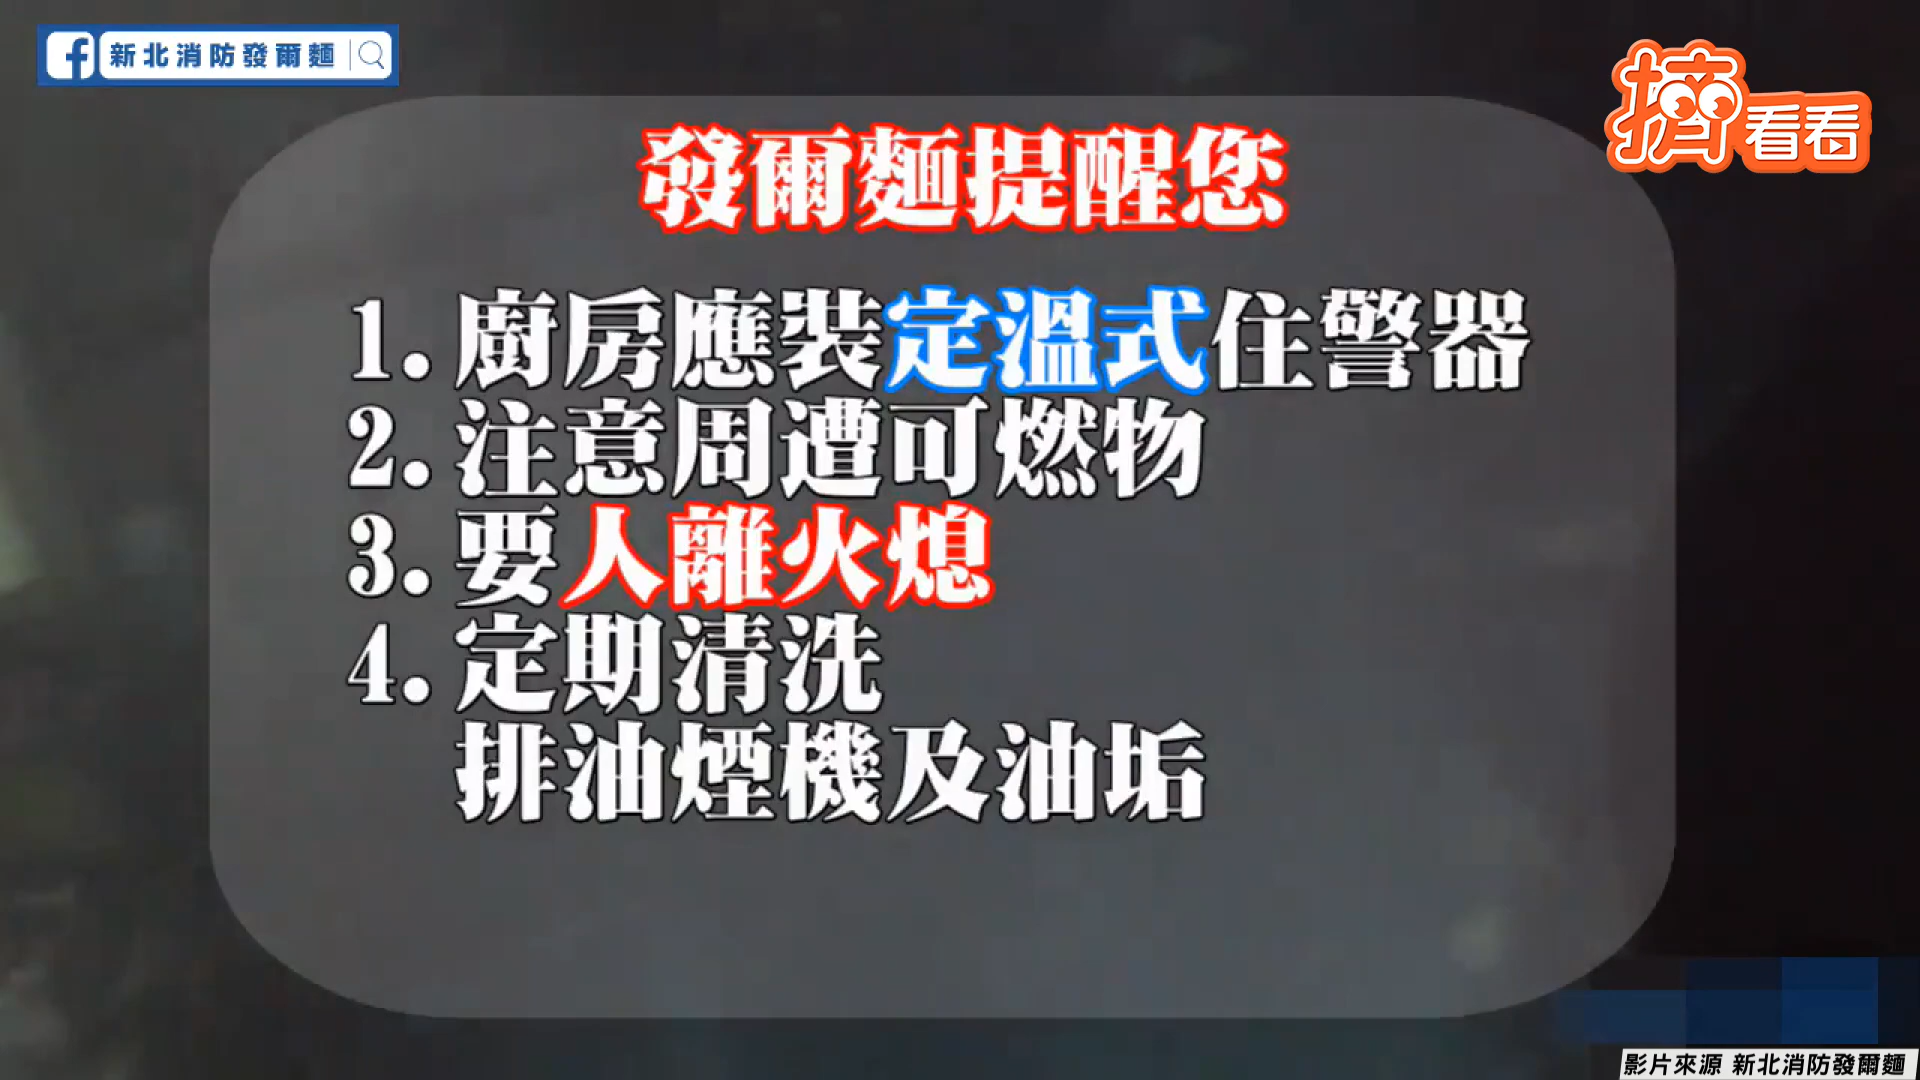 新北消防發爾麵
擠看看
發爾麵提醒您
1.廚房應裝定溫式住警器
2.注意周遭可燃物
3.要人離火熄
4.定期清洗
排油煙機及油垢
影片來源 新北消防發爾麵